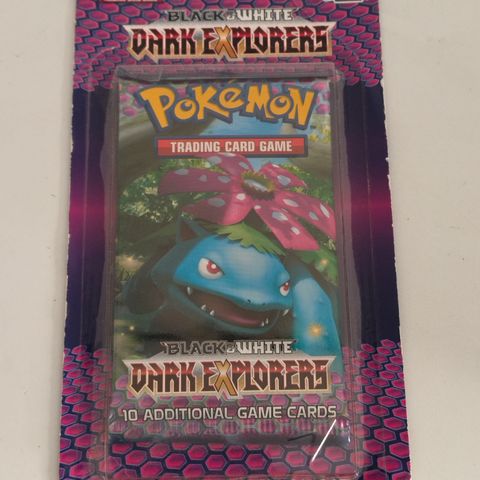 BLACK & WHITE
DARK EXPLORERS
POKéMON
TRADING CARD GAME
BLACK & WHITE
DARK EXPLORERS
10 ADDITIONAL GAME CARDS